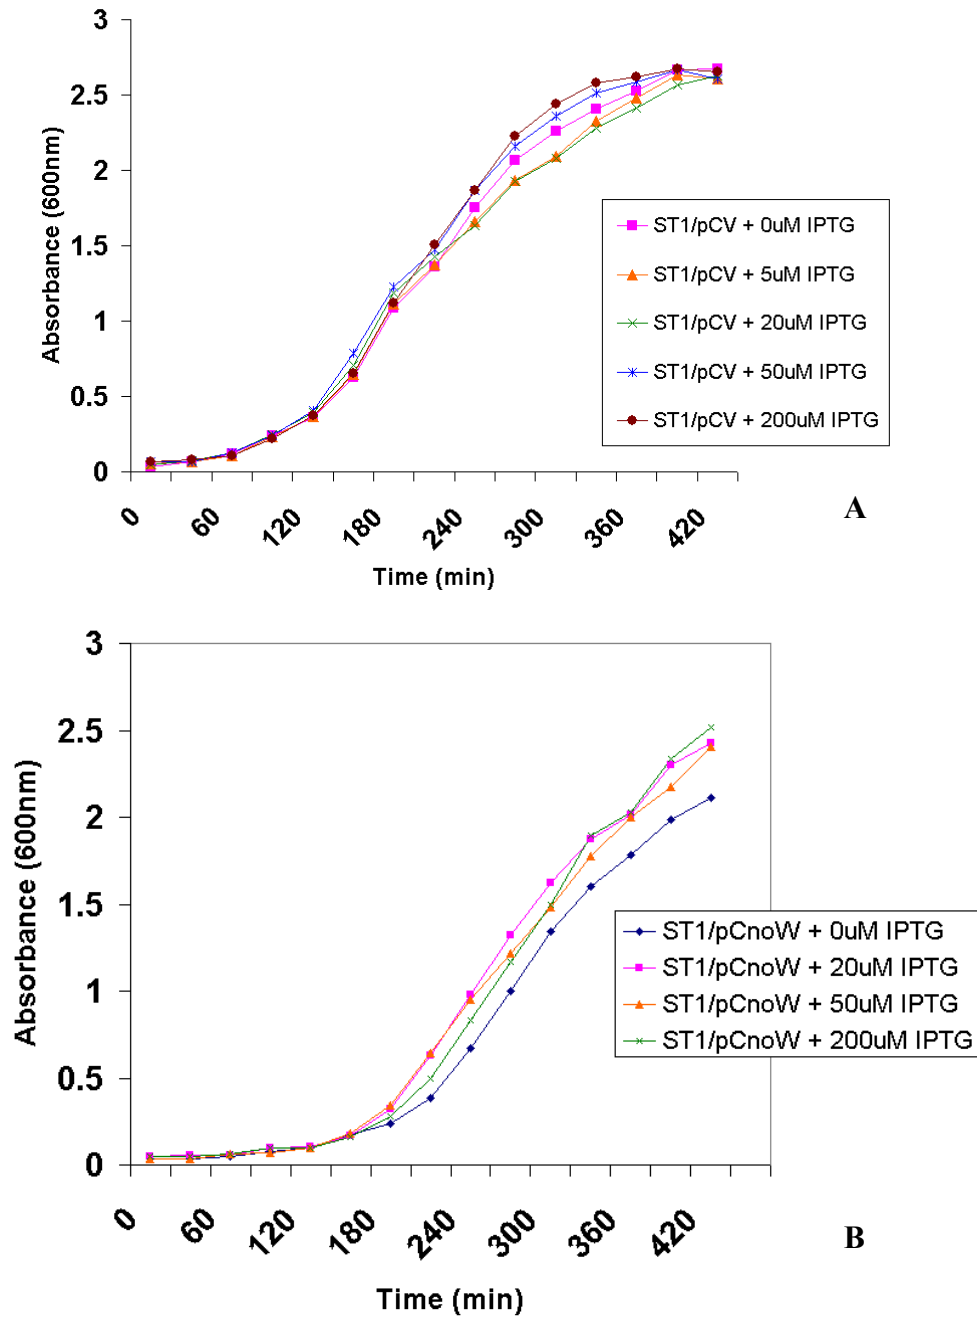 3
2.5
2
1.5
1
0.5
0
Absorbance (600nm)
ST1/pCV + 0uM IPTG
ST1/pCV + 5uM IPTG
ST1/pCV + 20uM IPTG
ST1/pCV + 50uM IPTG
ST1/pCV + 200uM IPTG
0 60 120 180 240 300 360 420
Time (min)
A
3
2.5
2
1.5
1
0.5
0
Absorbance (600nm)
ST1/pCnoW + 0uM IPTG
ST1/pCnoW + 20uM IPTG
ST1/pCnoW + 50uM IPTG
ST1/pCnoW + 200uM IPTG
0 60 120 180 240 300 360 420
Time (min)
B